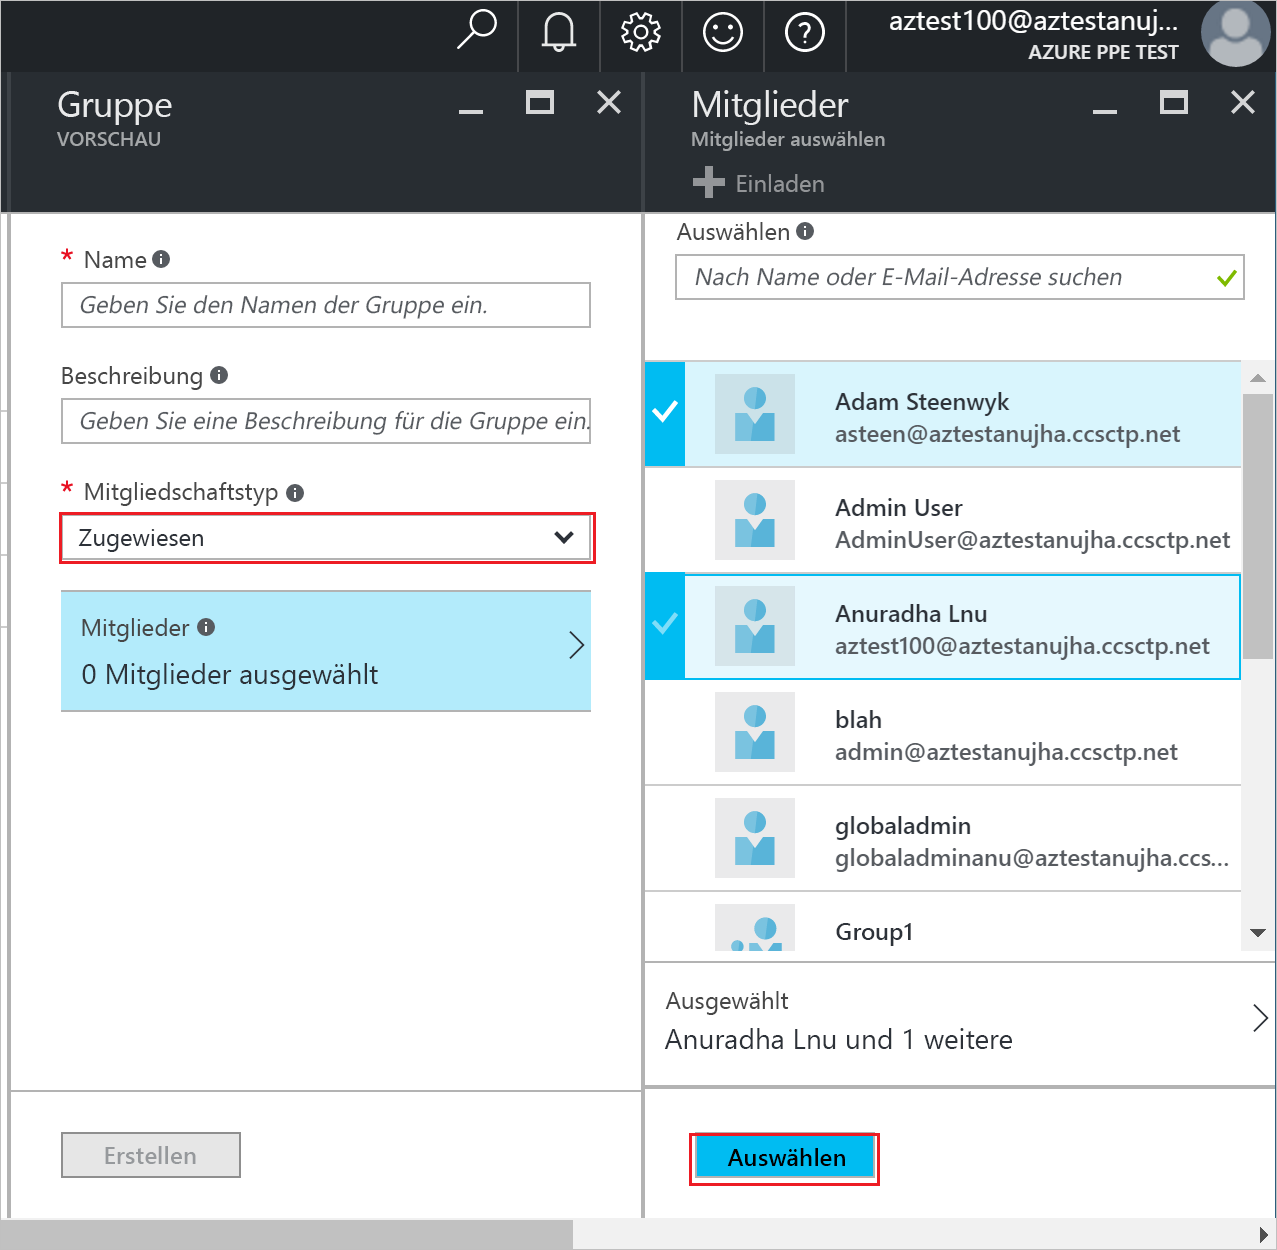 aztest100@aztestanuj...
AZURE PPE TEST
Gruppe
VORSCHAU
* Name
Geben Sie den Namen der Gruppe ein.
Beschreibung
Geben Sie eine Beschreibung für die Gruppe ein.
* Mitgliedschaftstyp
Zugewiesen
Mitglieder
0 Mitglieder ausgewählt
Erstellen
Mitglieder
Mitglieder auswählen
Einladen
Auswählen
Nach Name oder E-Mail-Adresse suchen
Adam Steenwyk
asteen@aztestanujha.ccsctp.net
Admin User
AdminUser@aztestanujha.ccsctp.net
Anuradha Lnu
aztest100@aztestanujha.ccsctp.net
blah
admin@aztestanujha.ccsctp.net
globaladmin
globaladminanu@aztestanujha.ccs...
Group1
Ausgewählt
Anuradha Lnu und 1 weitere
Auswählen